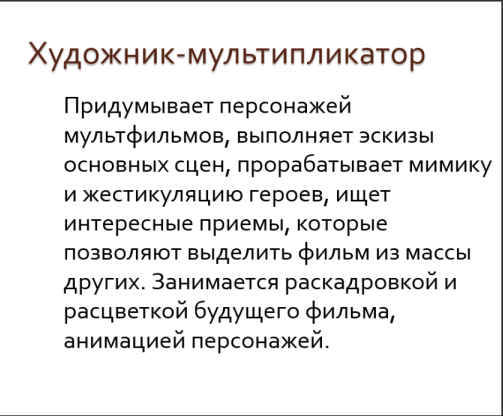 Художник-мультипликатор
Придумывает персонажей
мультфильмов, выполняет эскизы
основных сцен, прорабатывает мимику
и жестикуляцию героев, ищет
интересные приемы, которые
позволяют выделить фильм из массы
других. Занимается раскадровкой и
расцветкой будущего фильма,
анимацией персонажей.